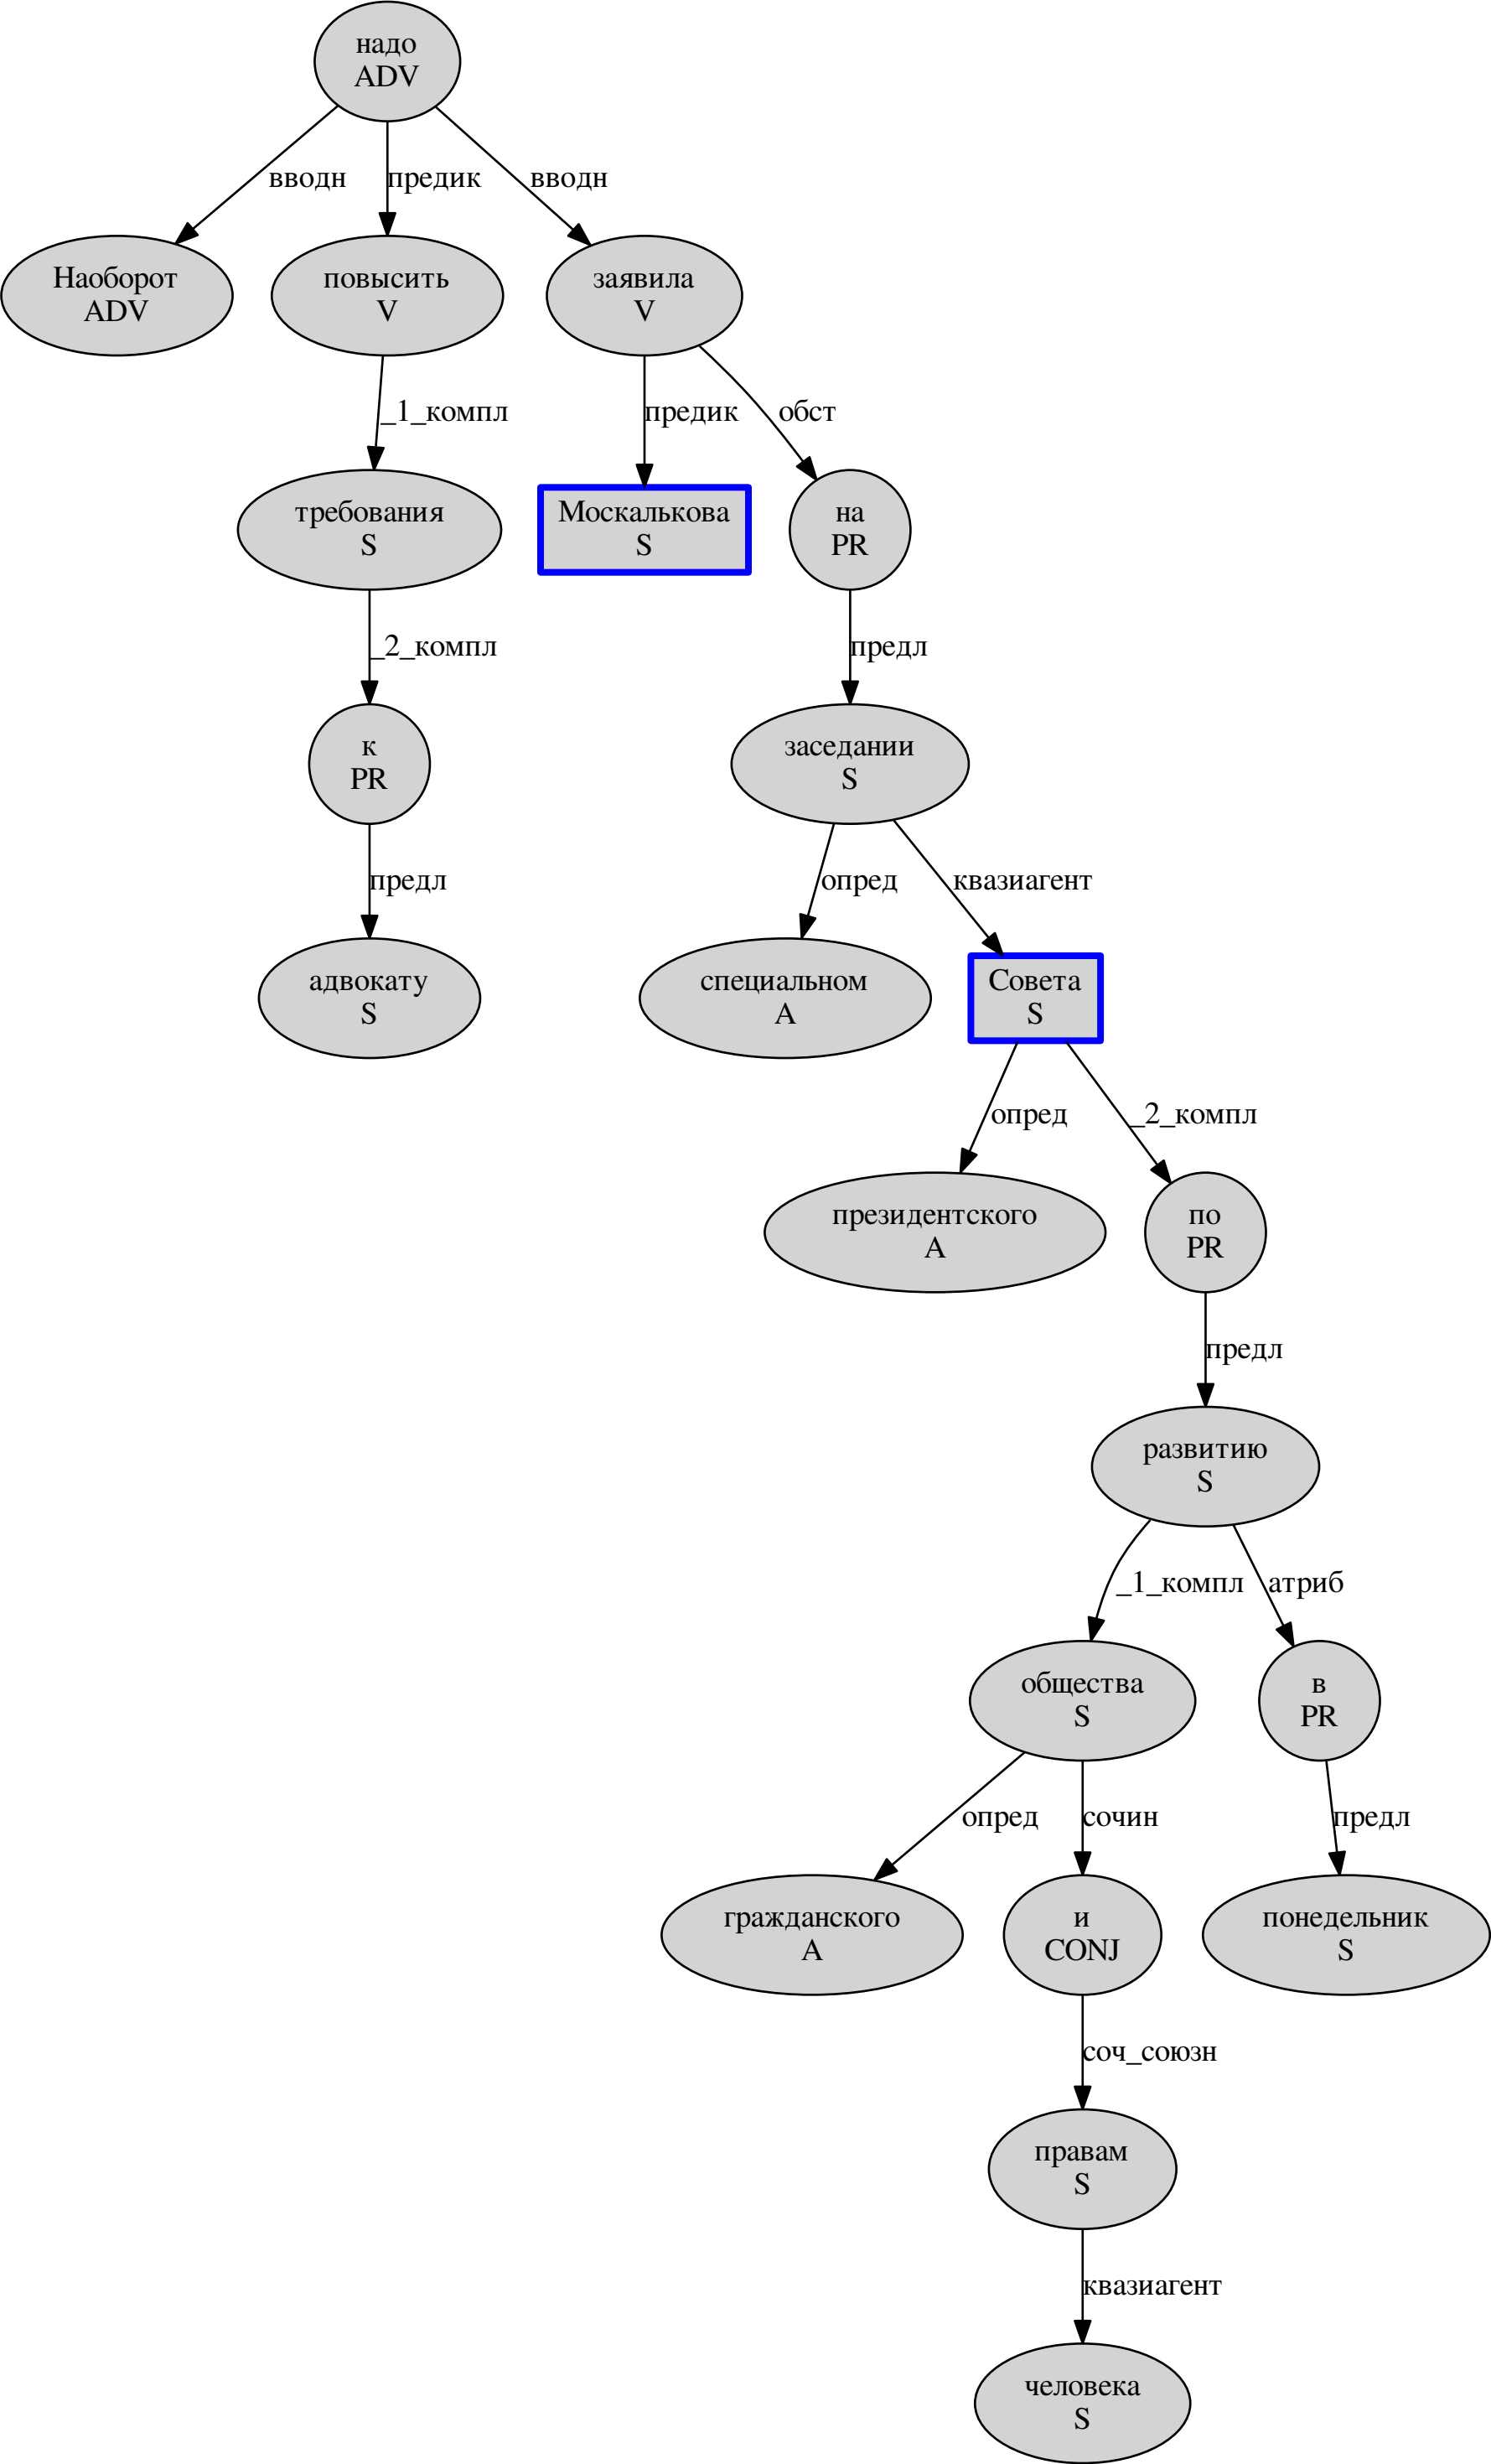 надо
ADV
вводн
предик
вводн
Наоборот
ADV
повысить
V
заявила
V
_1_компл
предик
обст
требования
S
Москалькова
S
на
PR
_2_компл
предл
к
PR
заседании
S
предл
опред
квазиагент
адвокату
S
специальном
A
Совета
S
опред
_2_компл
президентского
A
по
PR
предл
развитию
S
_1_компл
атриб
общества
S
в
PR
опред
сочин
предл
гражданского
A
и
CONJ
понедельник
S
соч_союзн
правам
S
квазиагент
человека
S